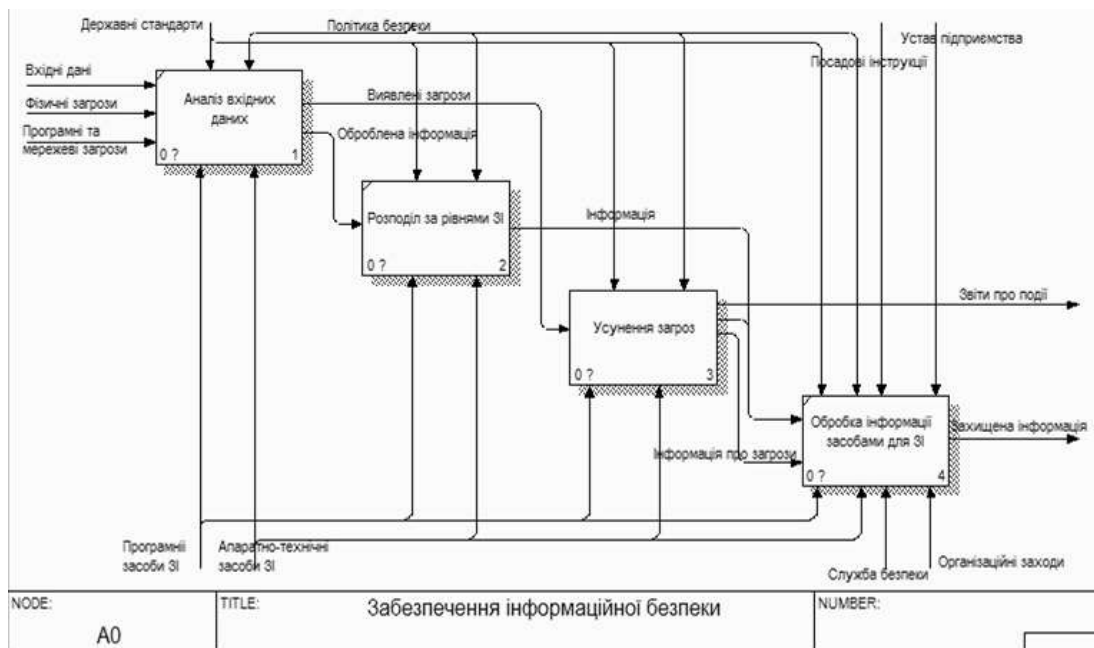 Державні стандарти
Політика безпеки
Устав підприємства
Посадові інструкції
Вхідні дані
Фізичні загрози
Програмні та
мережеві загрози
Аналіз вхідних
даних
0 ?
1
Виявлені загрози
Оброблена інформація
Розподіл за рівнями ЗІ
0 ?
2
Інформація
Усунення загроз
0 ?
3
Звіти про події
Обробка інформації
засобами для ЗІ
0 ?
4
Захищена інформація
Інформація про загрози
Програмнії
засоби ЗІ
Апаратно-технічні
засоби ЗІ
Служба безпеки
Організаційні заходи
NODE:
A0
TITLE:
Забезпечення інформаційної безпеки
NUMBER: